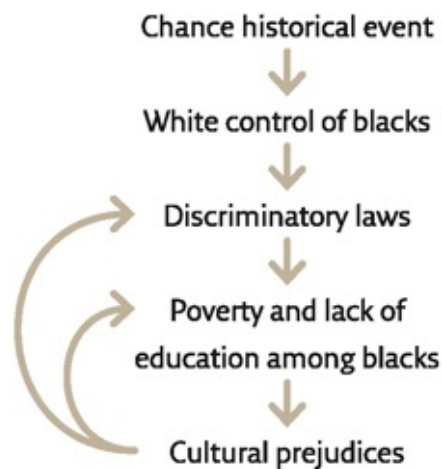 Chance historical event
White control of blacks
Discriminatory laws
Poverty and lack of
education among blacks
Cultural prejudices